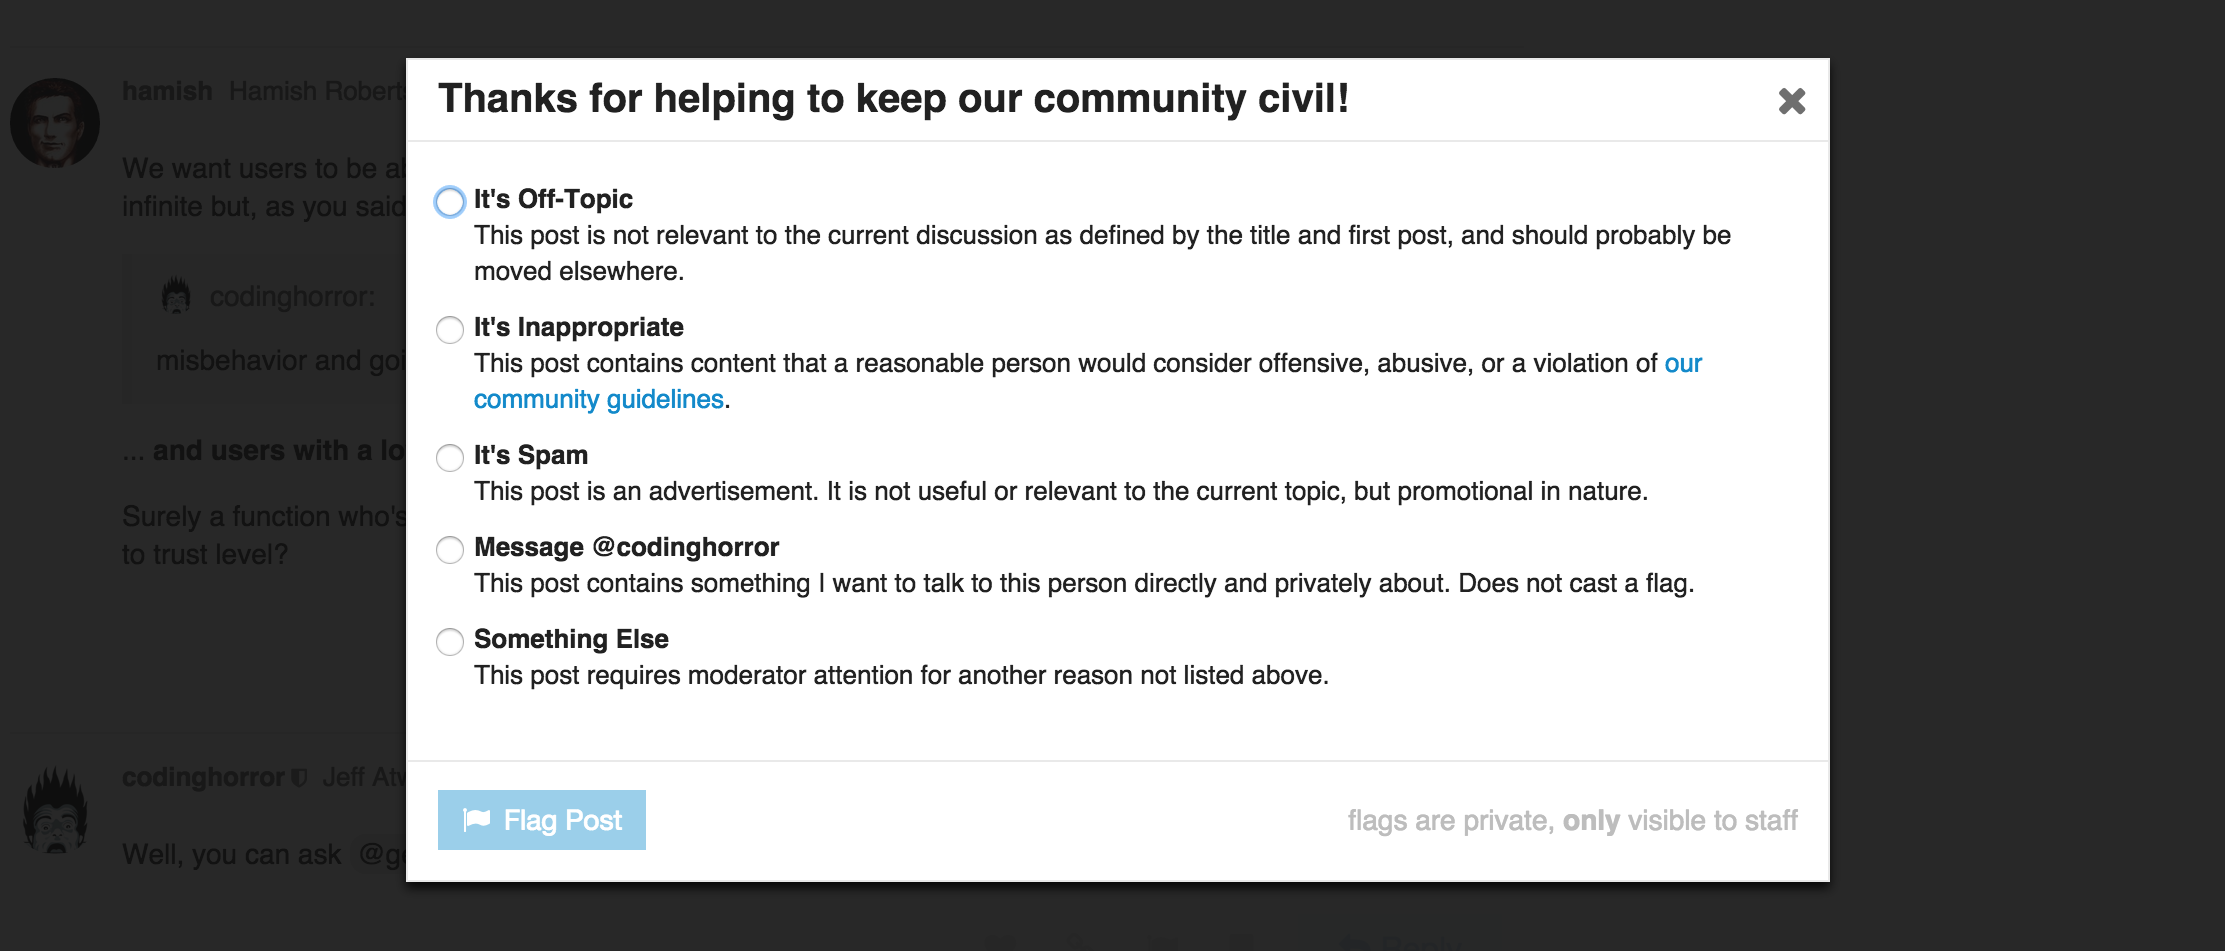 hamish Hamish Robert
We want users to be a
infinite but, as you said
codinghorror:
misbehavior and goi
... and users with a lo
Surely a function who's
to trust level?
codinghorror Jeff Atw
Well, you can ask @g
Thanks for helping to keep our community civil!
It's Off-Topic
This post is not relevant to the current discussion as defined by the title and first post, and should probably be
moved elsewhere.
It's Inappropriate
This post contains content that a reasonable person would consider offensive, abusive, or a violation of our
community guidelines.
It's Spam
This post is an advertisement. It is not useful or relevant to the current topic, but promotional in nature.
Message @codinghorror
This post contains something I want to talk to this person directly and privately about. Does not cast a flag.
Something Else
This post requires moderator attention for another reason not listed above.
Flag Post
flags are private, only visible to staff
Reply